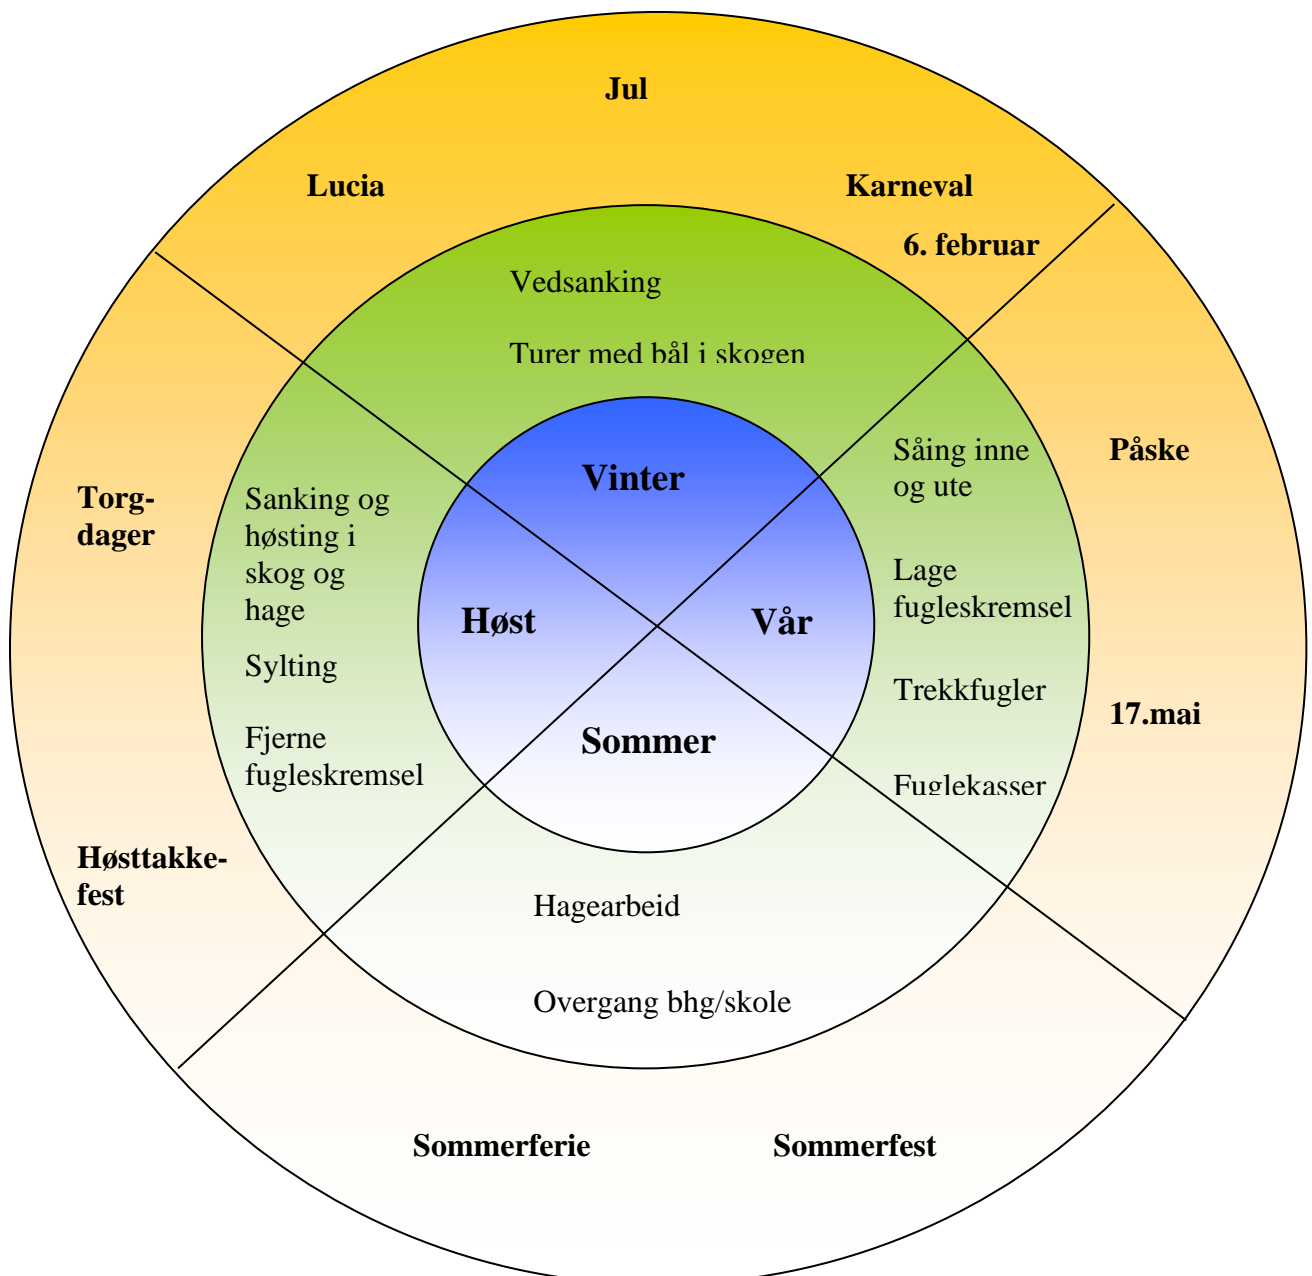 Jul
Lucia
Karneval
6. februar
Vedsanking
Turer med bål i skogen
Vinter
Såing inne
og ute
Lage
fugleskremsel
Trekkfugler
Fuglekasser
Vår
Påske
17.mai
Sommer
Hagearbeid
Overgang bhg/skole
Sommerferie
Sommerfest
Høst
Sanking og
høsting i
skog og
hage
Sylting
Fjerne
fugleskremsel
Torg-
dager
Høsttakke-
fest